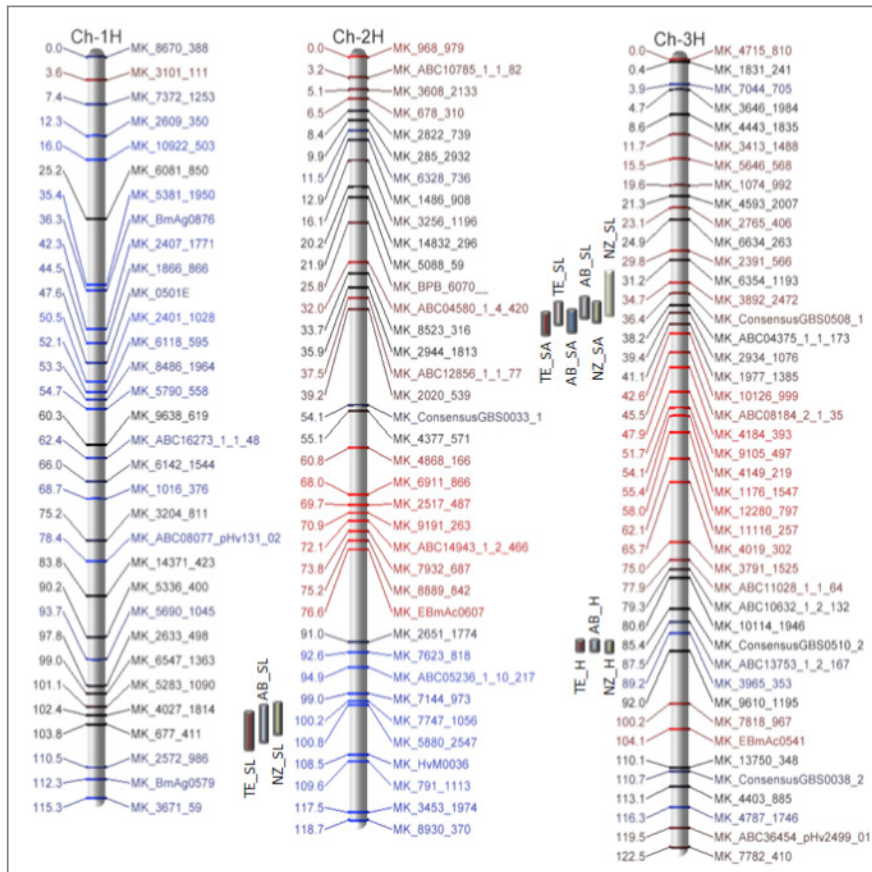 Ch-1H
0.0 MK_8670_388
3.6 MK_3101_111
7.4 MK_7372_1253
12.3 MK_2609_350
16.0 MK_10922_503
25.2 MK_6081_850
35.4 MK_5381_1950
36.3 MK_BmAg0876
42.3 MK_2407_1771
44.5 MK_1866_866
47.6 MK_0501E
50.5 MK_2401_1028
52.1 MK_6118_595
53.3 MK_8486_1964
54.7 MK_5790_558
60.3 MK_9638_619
62.4 MK_ABC16273_1_1_48
66.0 MK_6142_1544
68.7 MK_1016_376
75.2 MK_3204_811
78.4 MK_ABC08077_pHv131_02
83.8 MK_14371_423
90.2 MK_5336_400
93.7 MK_5690_1045
97.8 MK_2633_498
99.0 MK_6547_1363
101.1 MK_5283_1090
102.4 MK_4027_1814
103.8 MK_677_411
110.5 MK_2572_986
112.3 MK_BmAg0579
115.3 MK_3671_59
TE_SL
AB_SL
NZ_SL
Ch-2H
0.0 MK_968_979
3.2 MK_ABC10785_1_1_82
5.1 MK_3608_2133
6.5 MK_678_310
8.4 MK_2822_739
9.9 MK_285_2932
11.5 MK_6328_736
12.9 MK_1486_908
16.1 MK_3256_1196
20.2 MK_14832_296
21.9 MK_5088_59
25.8 MK_BPB_6070__
32.0 MK_ABC04580_1_4_420
33.7 MK_8523_316
35.9 MK_2944_1813
37.5 MK_ABC12856_1_1_77
39.2 MK_2020_539
54.1 MK_ConsensusGBS0033_1
55.1 MK_4377_571
60.8 MK_4868_166
68.0 MK_6911_866
69.7 MK_2517_487
70.9 MK_9191_263
72.1 MK_ABC14943_1_2_466
73.8 MK_7932_687
75.2 MK_8889_842
76.6 MK_EBmAc0607
91.0 MK_2651_1774
92.6 MK_7623_818
94.9 MK_ABC05236_1_10_217
99.0 MK_7144_973
100.2 MK_7747_1056
100.8 MK_5880_2547
108.5 MK_HvM0036
109.6 MK_791_1113
117.5 MK_3453_1974
118.7 MK_8930_370
TE_SA
TE_SL
AB_SA
AB_SL
NZ_SA
NZ_SL
TE_H
AB_H
NZ_H
Ch-3H
0.0 MK_4715_810
0.4 MK_1831_241
3.9 MK_7044_705
4.7 MK_3646_1984
8.6 MK_4443_1835
11.7 MK_3413_1488
15.5 MK_5646_568
19.6 MK_1074_992
21.3 MK_4593_2007
23.1 MK_2765_406
24.9 MK_6634_263
29.8 MK_2391_566
31.2 MK_6354_1193
34.7 MK_3892_2472
36.4 MK_ConsensusGBS0508_1
38.2 MK_ABC04375_1_1_173
39.4 MK_2934_1076
41.1 MK_1977_1385
42.6 MK_10126_999
45.5 MK_ABC08184_2_1_35
47.9 MK_4184_393
51.7 MK_9105_497
54.1 MK_4149_219
55.4 MK_1176_1547
58.0 MK_12280_797
62.1 MK_11116_257
65.7 MK_4019_302
75.0 MK_3791_1525
77.9 MK_ABC11028_1_1_64
79.3 MK_ABC10632_1_2_132
80.6 MK_10114_1946
85.4 MK_ConsensusGBS0510_2
87.5 MK_ABC13753_1_2_167
89.2 MK_3965_353
92.0 MK_9610_1195
100.2 MK_7818_967
104.1 MK_EBmAc0541
110.1 MK_13750_348
110.7 MK_ConsensusGBS0038_2
113.1 MK_4403_885
116.3 MK_4787_1746
119.5 MK_ABC36454_pHv2499_01
122.5 MK_7782_410